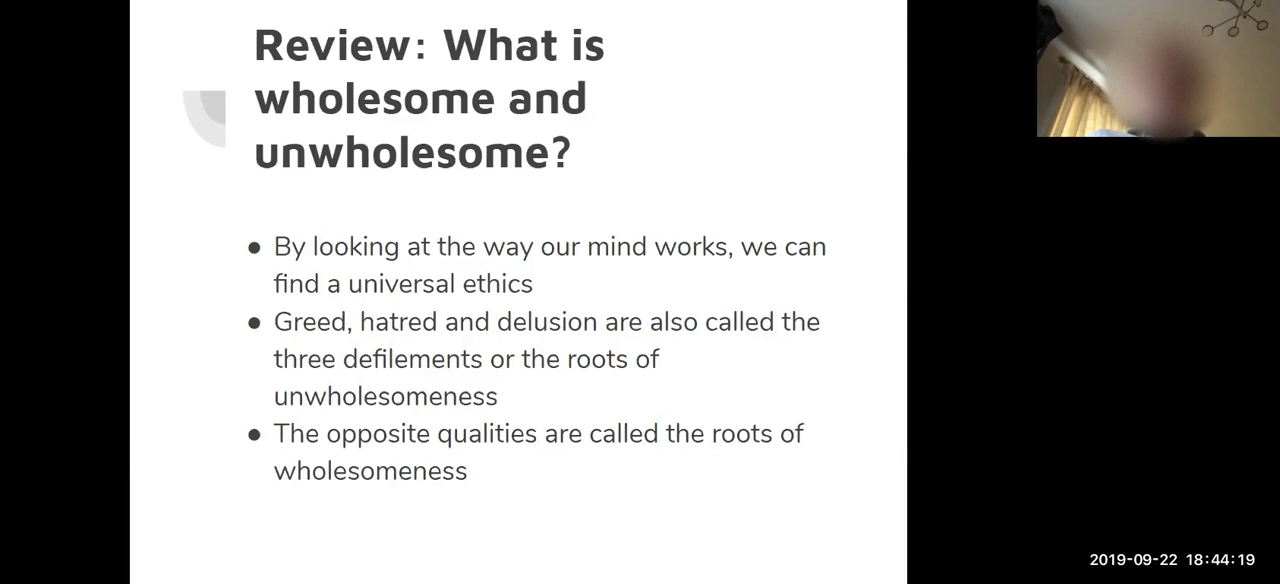 Review: What is
wholesome and
unwholesome?
● By looking at the way our mind works, we can
find a universal ethics
● Greed, hatred and delusion are also called the
three defilements or the roots of
unwholesomeness
● The opposite qualities are called the roots of
wholesomeness
2019-09-22 18:44:19